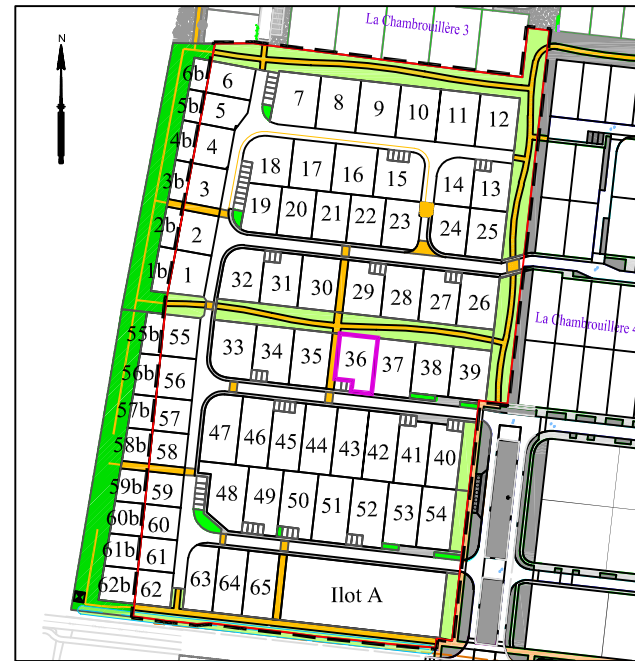 La Chambrouillère 3
N
6b 6 7 8 9 10 11 12
5b 5
4b 4 18 17 16 15 14 13
3b 3
19 20 21 22 23 24 25
2b 2
1b 1 32 31 30 29 28 27 26
La Chambrouillère 4
55b 55 33 34 35 36 37 38 39
56b 56
57b 57 47 46 45 44 43 42 41 40
58b 58
59b 59 48 49 50 51 52 53 54
60b 60
61b 61
62b 62 63 64 65 Ilot A